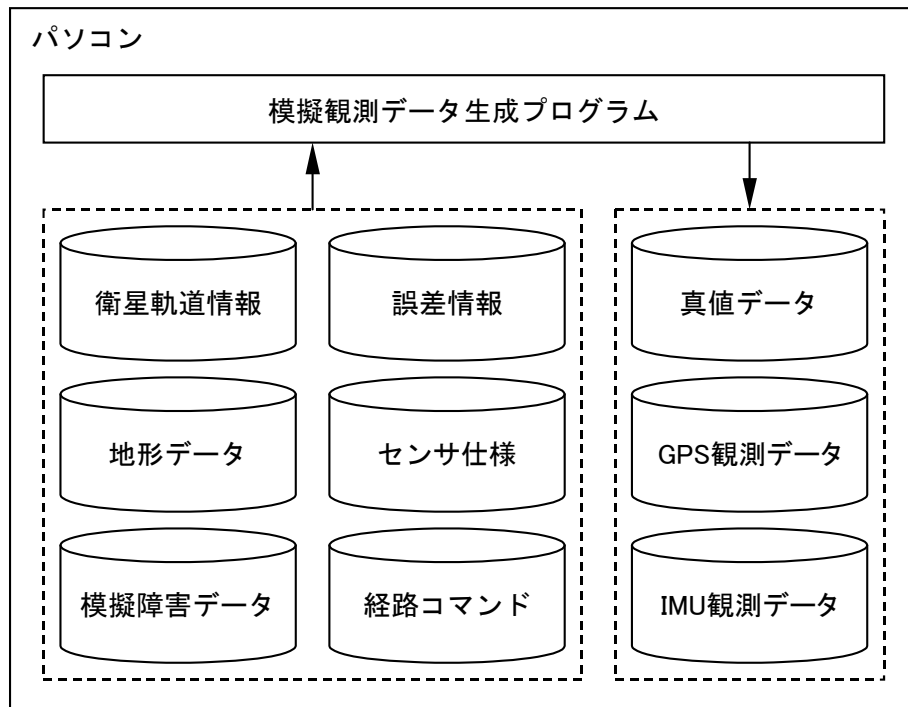 パソコン
模擬観測データ生成プログラム
衛星軌道情報
誤差情報
真値データ
地形データ
センサ仕様
GPS観測データ
模擬障害データ
経路コマンド
IMU観測データ